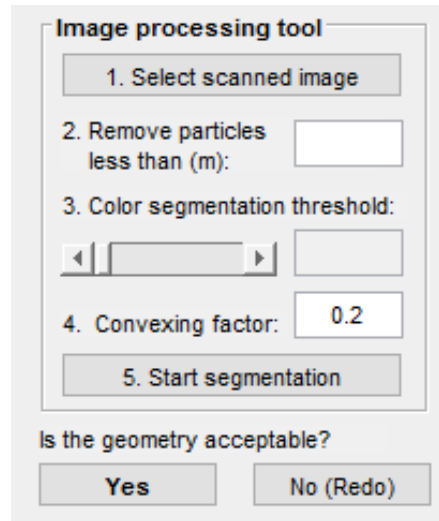 Image processing tool
1. Select scanned image
2. Remove particles
less than (m):
3. Color segmentation threshold:
4. Convexing factor:
0.2
5. Start segmentation
Is the geometry acceptable?
Yes
No (Redo)